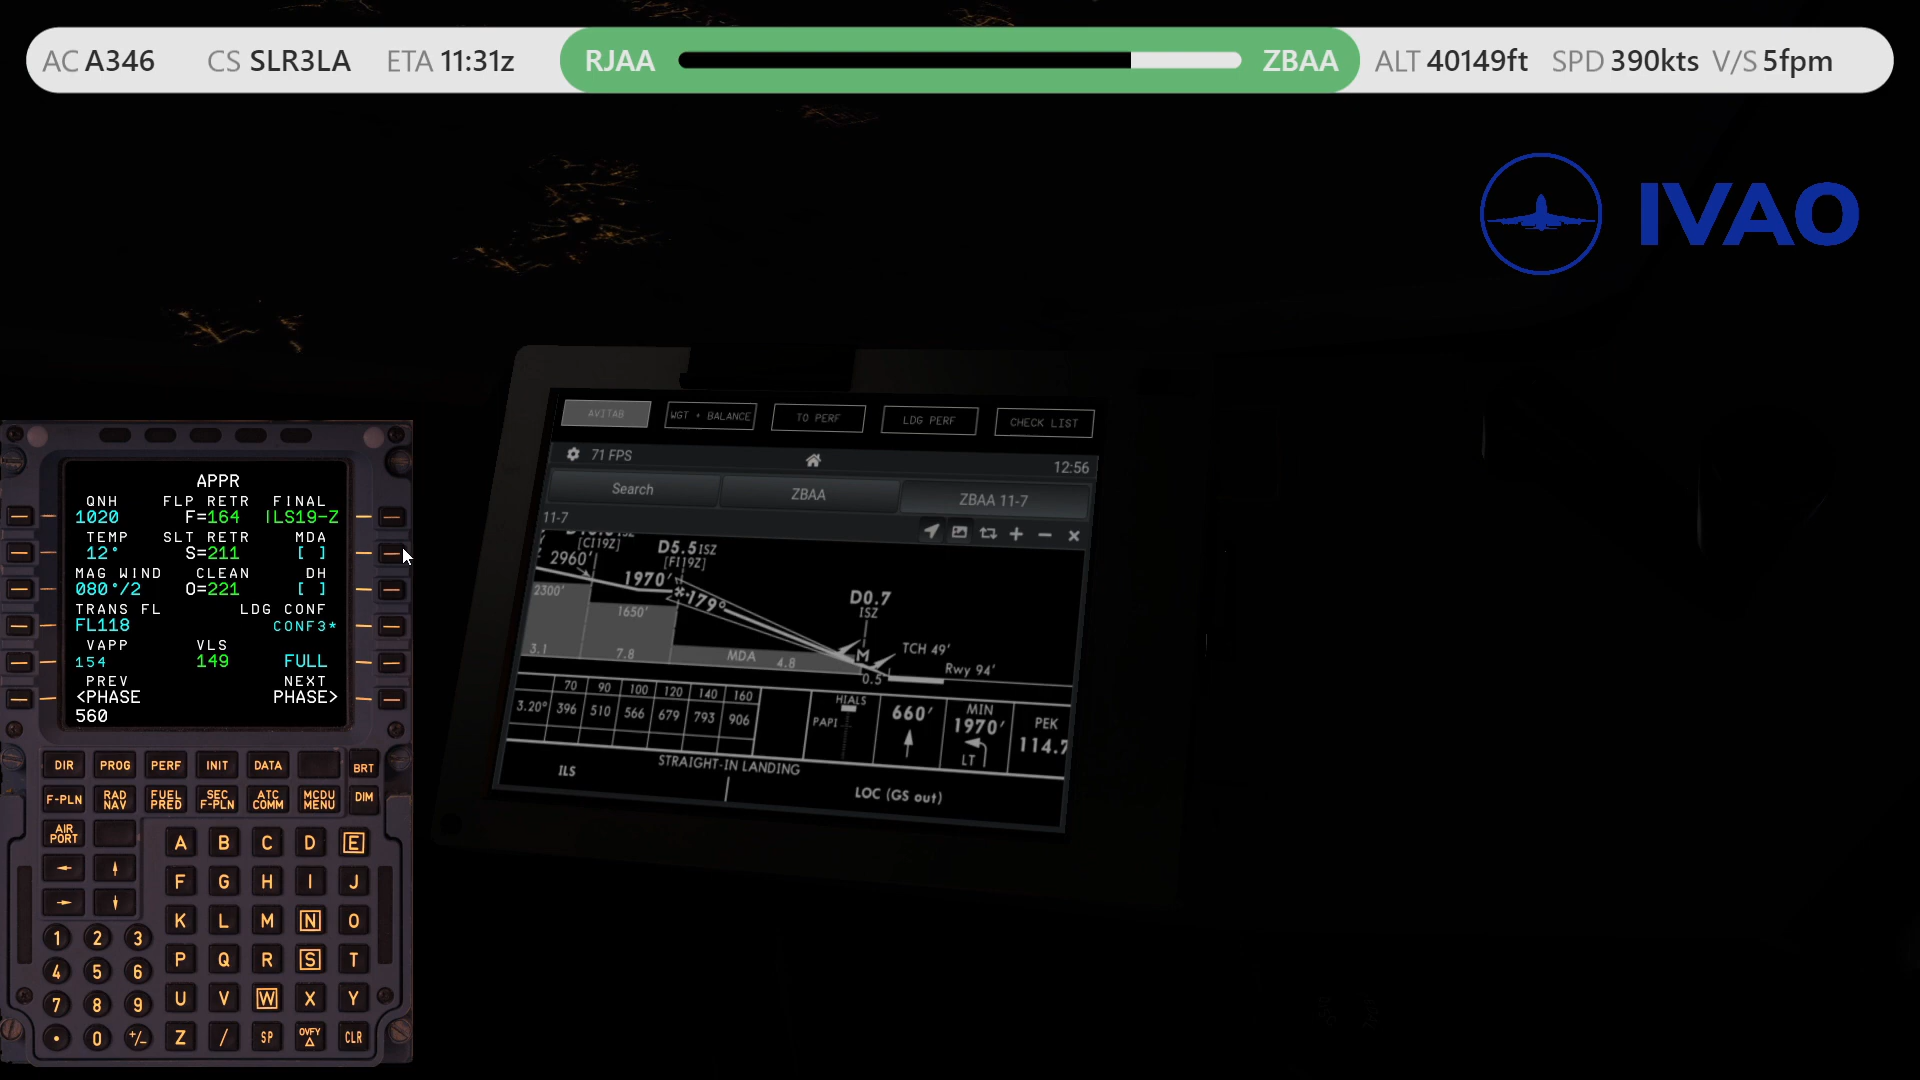 AC A346 CS SLR3LA ETA 11:31z RJAA ZBAA ALT 40149ft SPD 390kts V/S 5fpm
IVAO
AVITAB WGT + BALANCE TO PERF LDG PERF CHECK LIST
71 FPS 12:56
Search ZBAA ZBAA 11-7
11-7
[CI19Z] D5.5 ISZ
[FI19Z]
2960' 1970'
179°
2300' 1650'
D0.7
ISZ
TCH 49'
3.1 7.8 MDA 4.8 M Rwy 94'
0.5
70 90 100 120 140 160
3.20° 396 510 566 679 793 906
HIALS
PAPI
660'
MIN
1970'
LT
PEK
114.7
STRAIGHT-IN LANDING
ILS LOC (GS out)
APPR
QNH FLP RETR FINAL
1020 F=164 ILS19-Z
TEMP SLT RETR MDA
12° S=211 [ ]
MAG WIND CLEAN DH
080°/2 O=221 [ ]
TRANS FL LDG CONF
FL118 CONF3*
VAPP VLS
154 149 FULL
PREV NEXT
<PHASE PHASE>
560
DIR PROG PERF INIT DATA BRT
F-PLN RAD NAV FUEL PRED SEC F-PLN ATC COMM MCDU MENU DIM
AIR PORT
A B C D E
F G H I J
K L M N O
1 2 3
P Q R S T
4 5 6
U V W X Y
7 8 9
Z / SP OVFY Δ CLR
. 0 +/-